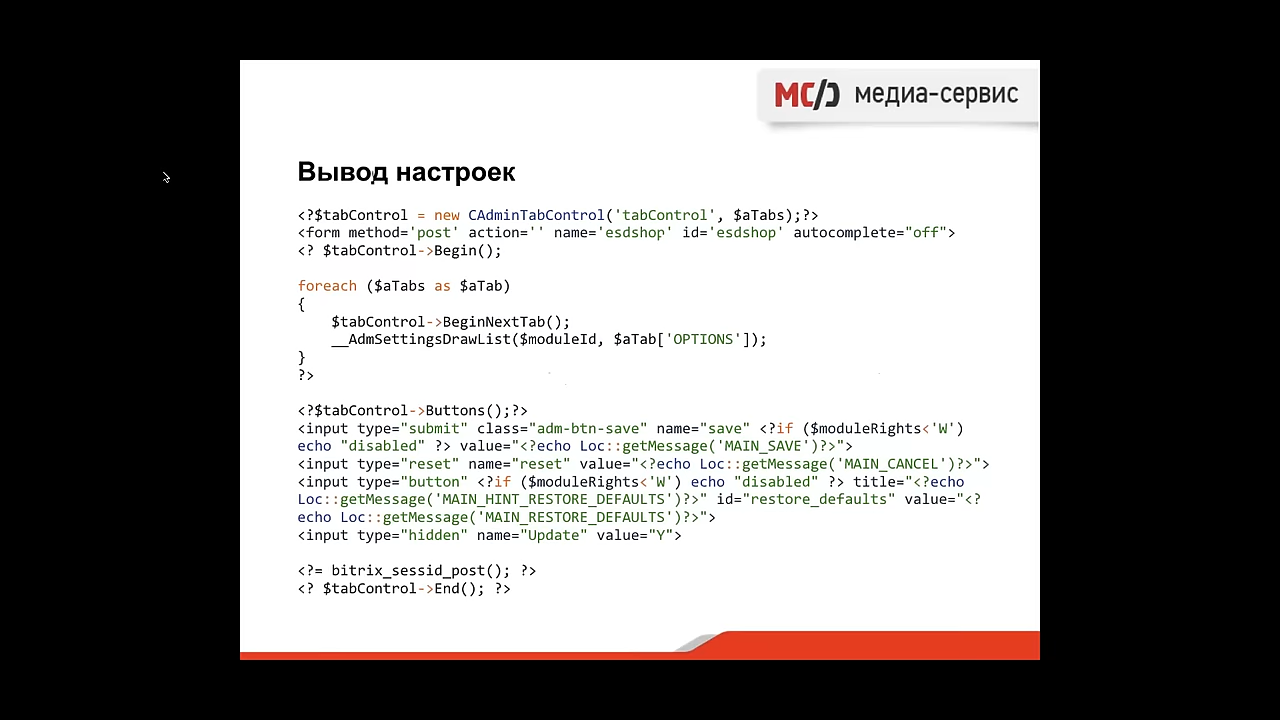 МС/Э медиа-сервис
Вывод настроек
<?$tabControl = new CAdminTabControl('tabControl', $aTabs);?>
<form method='post' action='' name='esdshop' id='esdshop' autocomplete="off">
<? $tabControl->Begin();
foreach ($aTabs as $aTab)
{
    $tabControl->BeginNextTab();
    __AdmSettingsDrawList($moduleId, $aTab['OPTIONS']);
}
?>
<?$tabControl->Buttons();?>
<input type="submit" class="adm-btn-save" name="save" <?if ($moduleRights<'W')
echo "disabled" ?> value="<?echo Loc::getMessage('MAIN_SAVE')?>">
<input type="reset" name="reset" value="<?echo Loc::getMessage('MAIN_CANCEL')?>">
<input type="button" <?if ($moduleRights<'W') echo "disabled" ?> title="<?echo
Loc::getMessage('MAIN_HINT_RESTORE_DEFAULTS')?>" id="restore_defaults" value="<?
echo Loc::getMessage('MAIN_RESTORE_DEFAULTS')?>">
<input type="hidden" name="Update" value="Y">
<?= bitrix_sessid_post(); ?>
<? $tabControl->End(); ?>